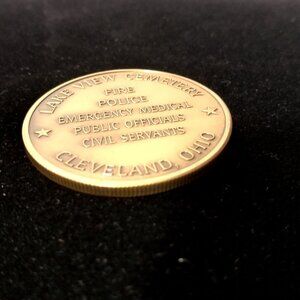 LAKE VIEW CEMETERY
FIRE
POLICE
EMERGENCY MEDICAL
PUBLIC OFFICIALS
CIVIL SERVANTS
CLEVELAND, OHIO